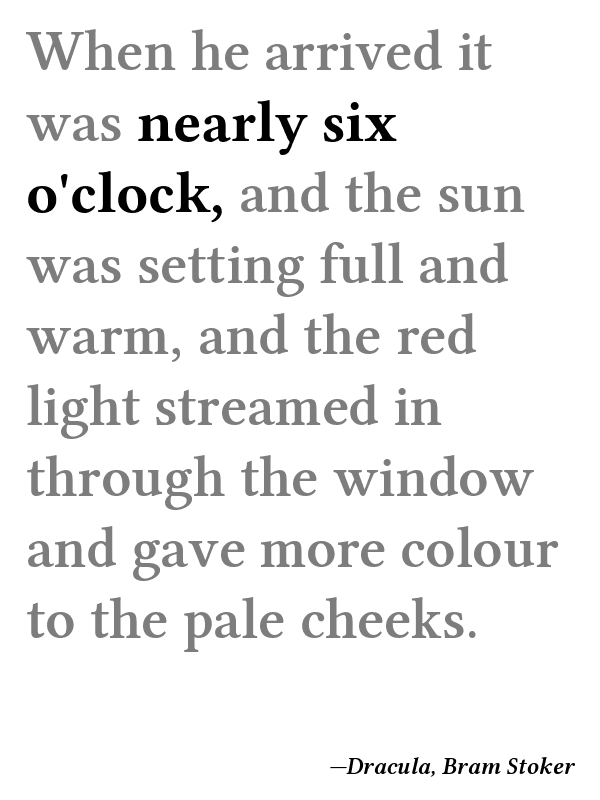 When he arrived it
was nearly six
o'clock, and the sun
was setting full and
warm, and the red
light streamed in
through the window
and gave more colour
to the pale cheeks.
—Dracula, Bram Stoker